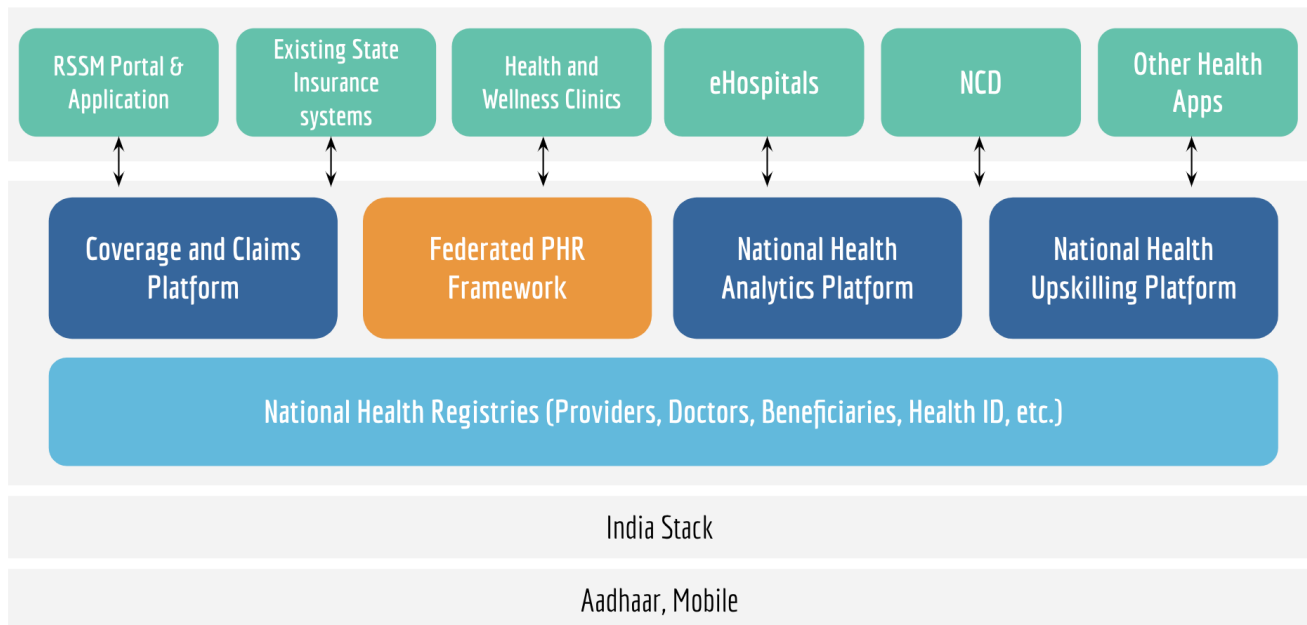 RSSM Portal &
Application
Existing State
Insurance
systems
Health and
Wellness Clinics
eHospitals
NCD
Other Health
Apps
Coverage and Claims
Platform
Federated PHR
Framework
National Health
Analytics Platform
National Health
Upskilling Platform
National Health Registries (Providers, Doctors, Beneficiaries, Health ID, etc.)
India Stack
Aadhaar, Mobile